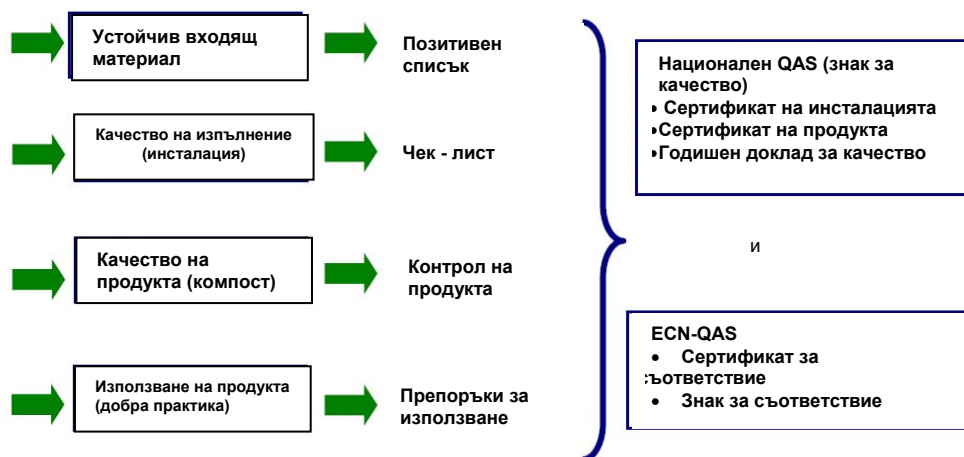 Устойчив входящ
материал
Позитивен
списък
Качество на изпълнение
(инсталация)
Чек - лист
Качество на
продукта (компост)
Контрол на
продукта
Използване на продукта
(добра практика)
Препоръки за
използване
Национален QAS (знак за
качество)
• Сертификат на инсталацията
•Сертификат на продукта
•Годишен доклад за качество
и
ECN-QAS
• Сертификат за
съответствие
• Знак за съответствие